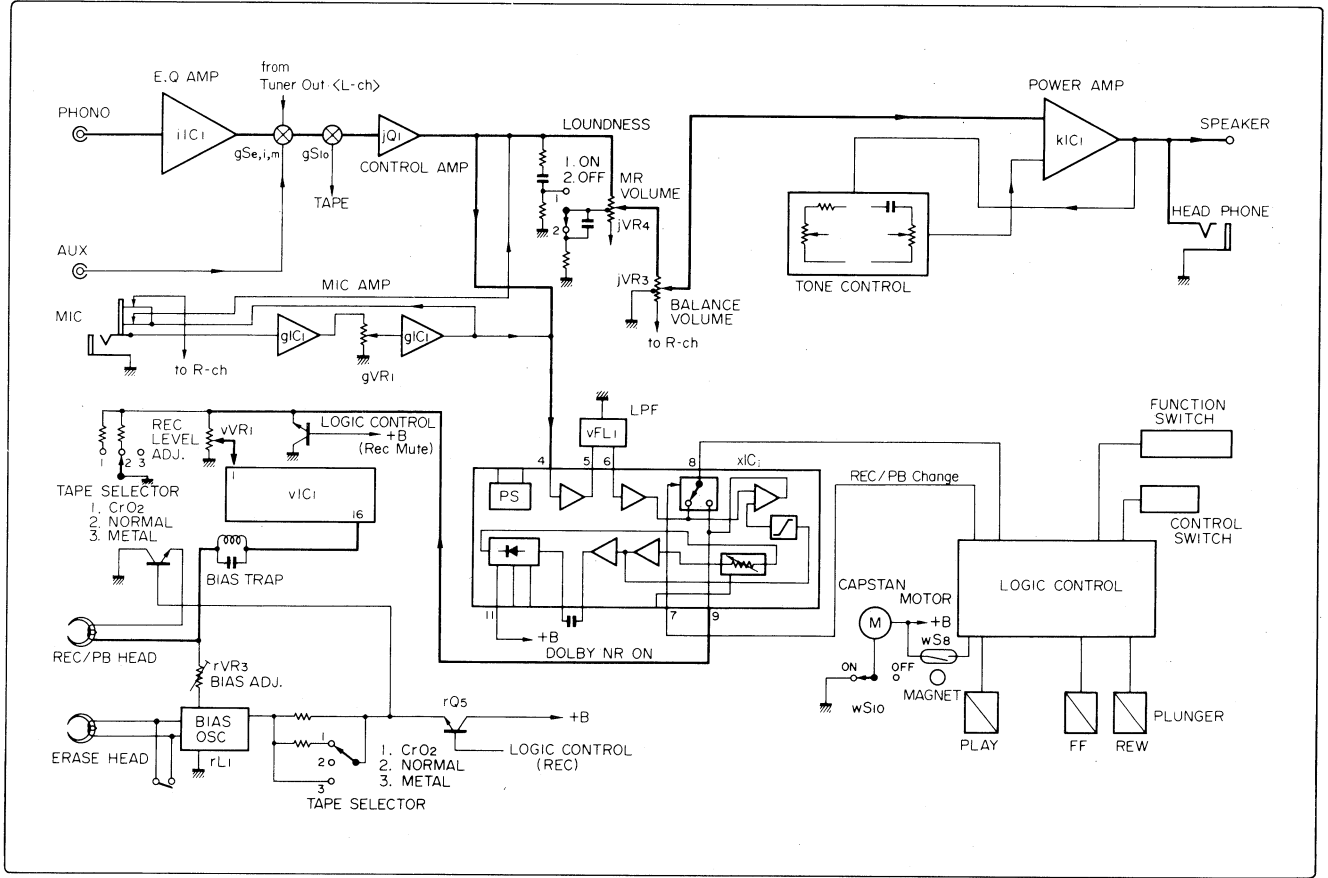 E.Q AMP
from
Tuner Out <L-ch>
PHONO
iIC1
gSe,i,m
gS10
jQ1
CONTROL AMP
TAPE
AUX
LOUNDNESS
1. ON
2. OFF
1
2
MR
VOLUME
jVR4
jVR3
BALANCE
VOLUME
to R-ch
POWER AMP
kIC1
SPEAKER
HEAD PHONE
TONE CONTROL
MIC AMP
MIC
to R-ch
gIC1
gVR1
gIC1
REC
LEVEL
ADJ.
vVR1
LOGIC CONTROL
+B
(Rec Mute)
1 2 3
TAPE SELECTOR
1. CrO2
2. NORMAL
3. METAL
1
vIC1
16
BIAS TRAP
LPF
vFL1
4 5 6 8
xIC1
PS
11 7 9
+B
DOLBY NR ON
REC/PB Change
FUNCTION
SWITCH
CONTROL
SWITCH
LOGIC CONTROL
CAPSTAN
MOTOR
M
+B
wS8
ON
OFF
MAGNET
wS10
PLAY
FF
REW
PLUNGER
REC/PB HEAD
rVR3
BIAS ADJ.
BIAS
OSC
rL1
ERASE HEAD
1
2
3
1. CrO2
2. NORMAL
3. METAL
TAPE SELECTOR
rQ5
+B
LOGIC CONTROL
(REC)